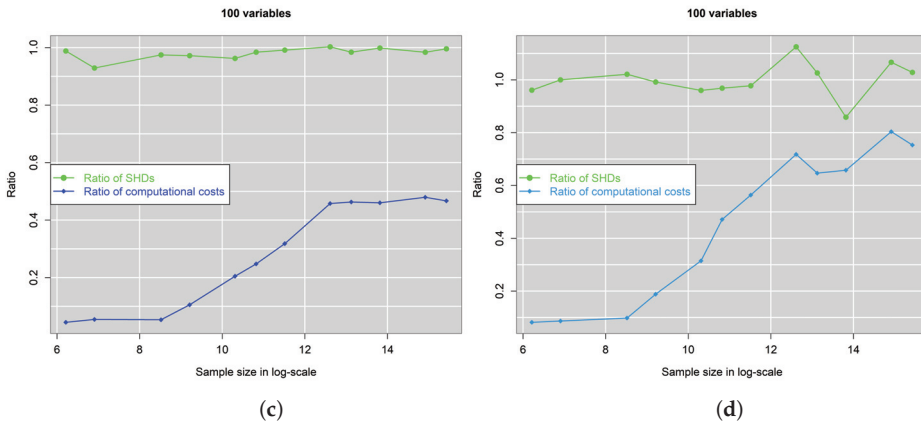 100 variables
1.0
0.8
0.6
0.4
0.2
Ratio
Ratio of SHDs
Ratio of computational costs
6
8
10
12
14
Sample size in log-scale
(c)
100 variables
1.0
0.8
0.6
0.4
0.2
Ratio
Ratio of SHDs
Ratio of computational costs
6
8
10
12
14
Sample size in log-scale
(d)